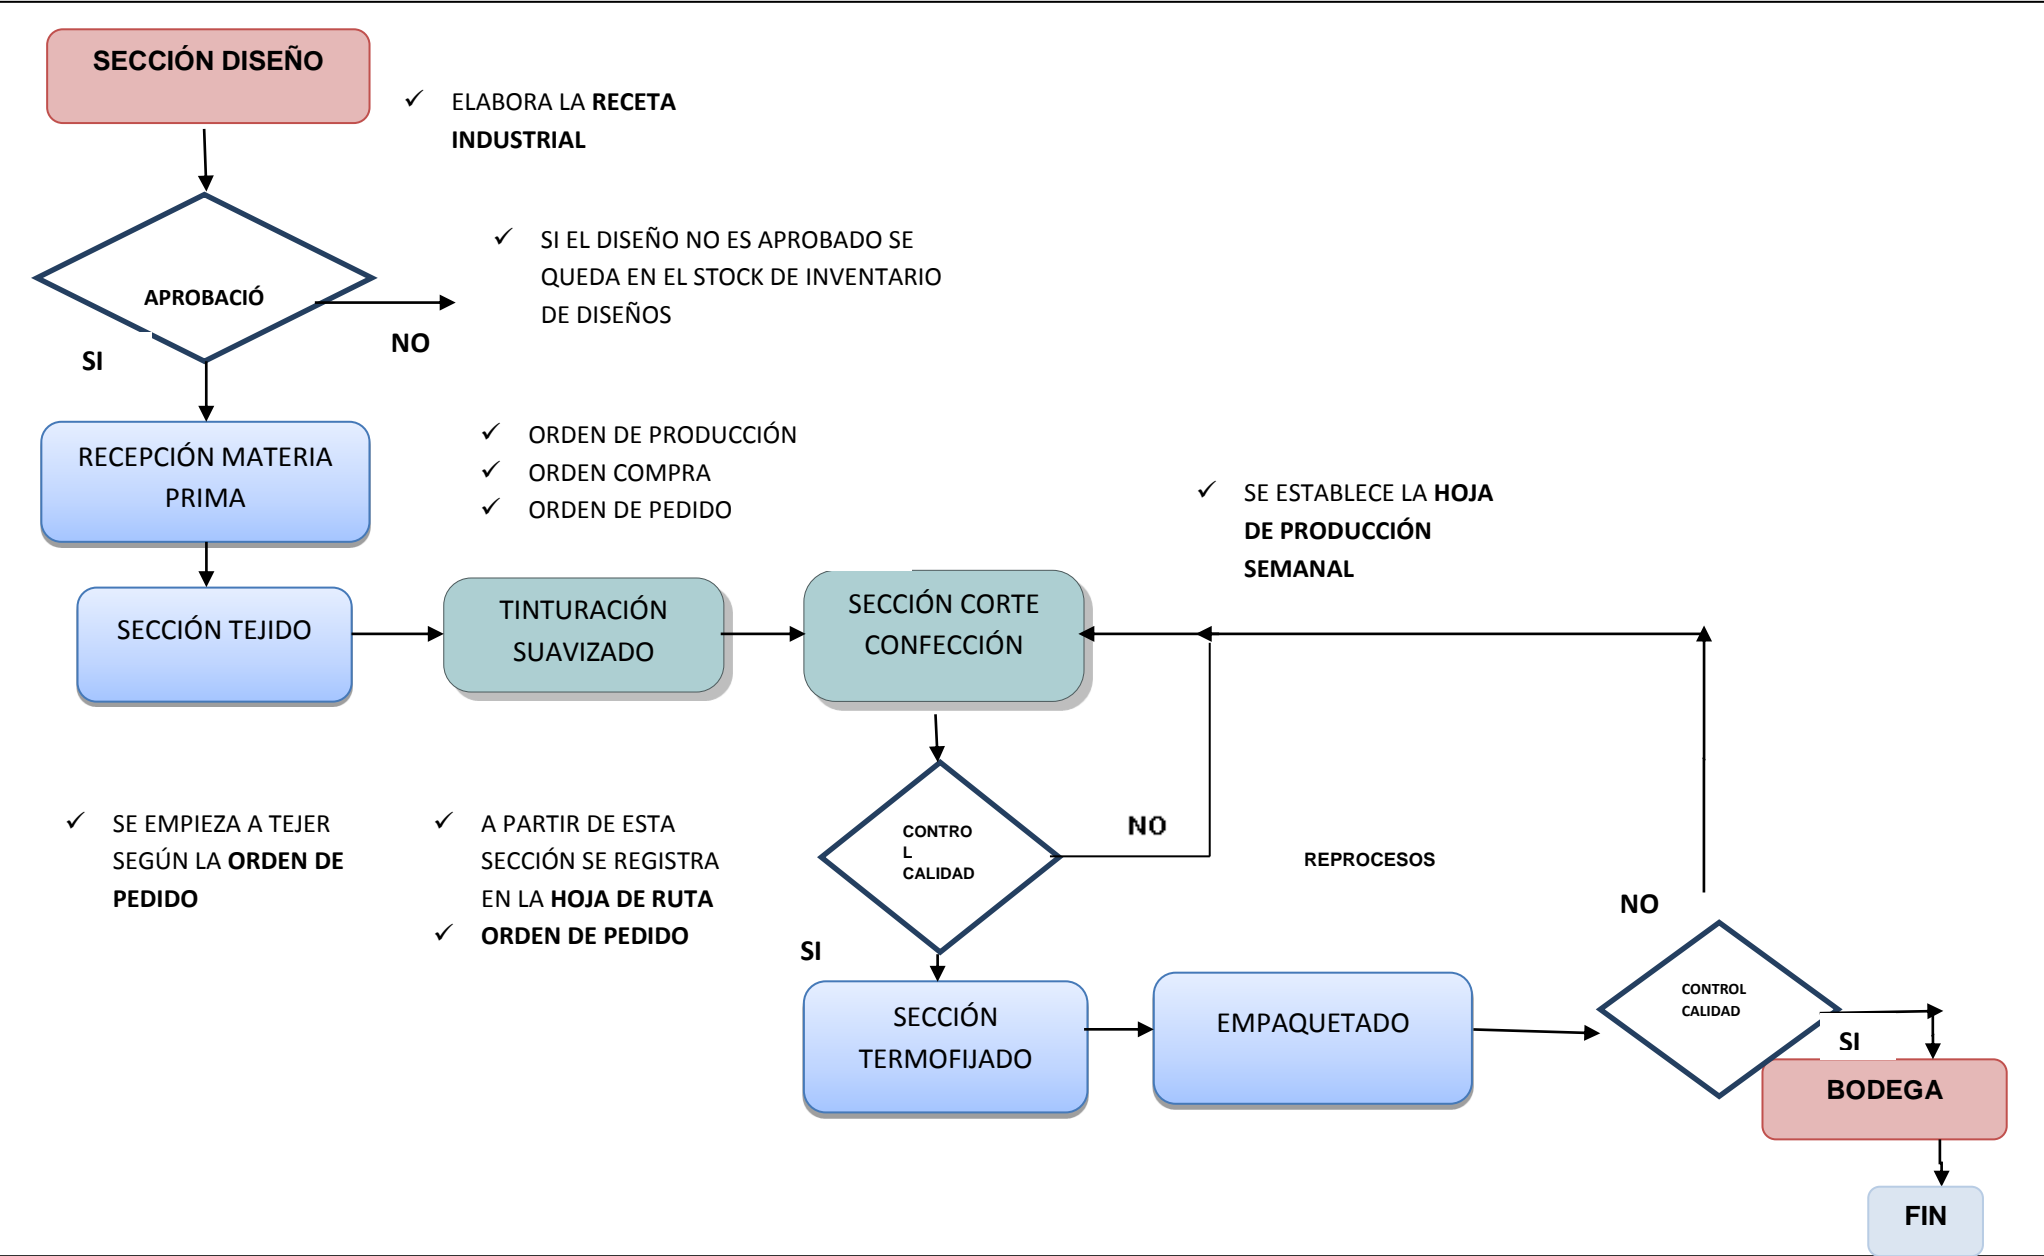 SECCIÓN DISEÑO
✓ ELABORA LA RECETA
INDUSTRIAL
✓ SI EL DISEÑO NO ES APROBADO SE
QUEDA EN EL STOCK DE INVENTARIO
DE DISEÑOS
APROBACIÓ
NO
SI
RECEPCIÓN MATERIA
PRIMA
✓ ORDEN DE PRODUCCIÓN
✓ ORDEN COMPRA
✓ ORDEN DE PEDIDO
✓ SE ESTABLECE LA HOJA
DE PRODUCCIÓN
SEMANAL
SECCIÓN TEJIDO
TINTURACIÓN
SUAVIZADO
SECCIÓN CORTE
CONFECCIÓN
✓ SE EMPIEZA A TEJER
SEGÚN LA ORDEN DE
PEDIDO
✓ A PARTIR DE ESTA
SECCIÓN SE REGISTRA
EN LA HOJA DE RUTA
✓ ORDEN DE PEDIDO
CONTRO
L
CALIDAD
NO
REPROCESOS
NO
SI
SECCIÓN
TERMOFIJADO
EMPAQUETADO
CONTROL
CALIDAD
SI
BODEGA
FIN